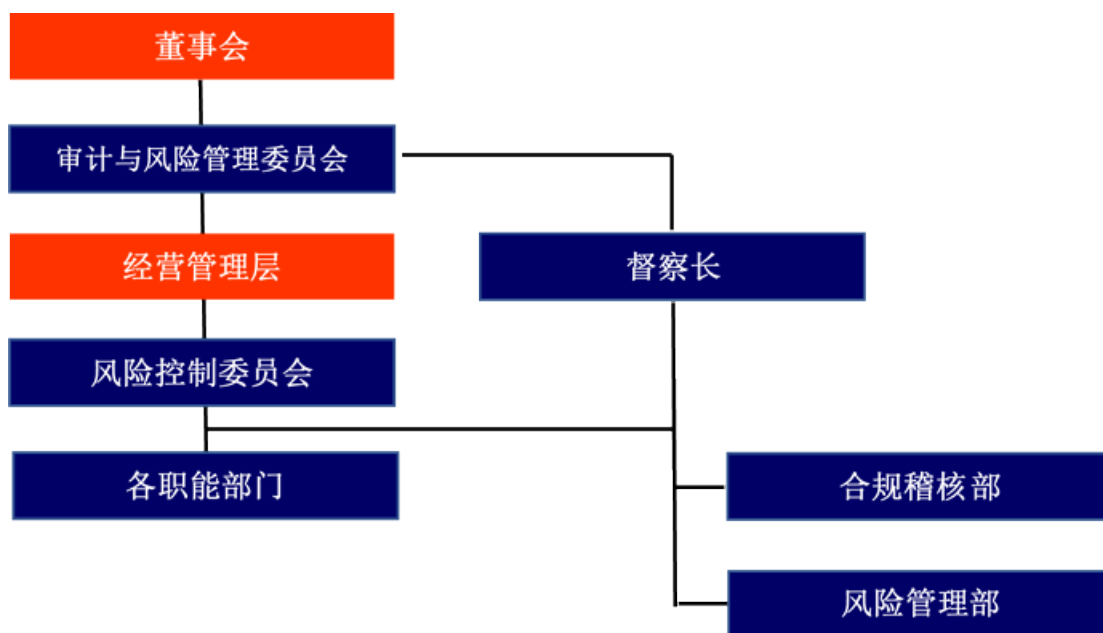 董事会
审计与风险管理委员会
经营管理层
督察长
风险控制委员会
各职能部门
合规稽核部
风险管理部